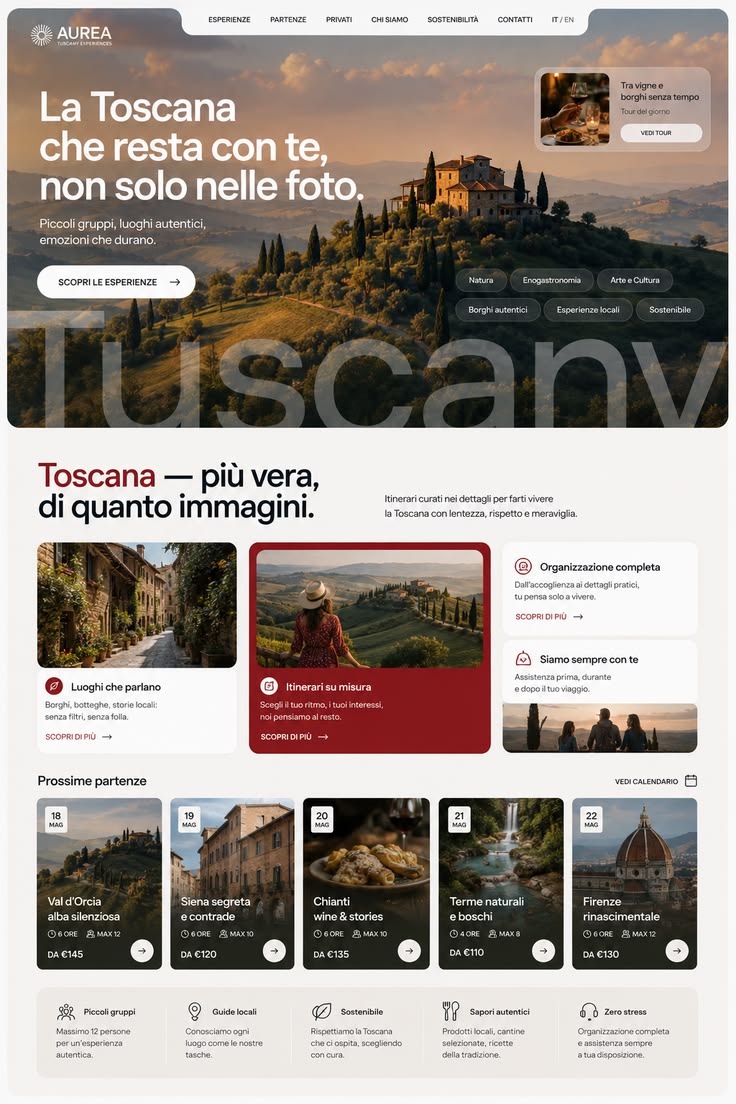 AUREA
TUSCANY EXPERIENCES
ESPERIENZE
PARTENZE
PRIVATI
CHI SIAMO
SOSTENIBILITÀ
CONTATTI
IT / EN
La Toscana
che resta con te,
non solo nelle foto.
Piccoli gruppi, luoghi autentici,
emozioni che durano.
SCOPRI LE ESPERIENZE
Tra vigne e
borghi senza tempo
Tour del giorno
VEDI TOUR
Natura
Enogastronomia
Arte e Cultura
Borghi autentici
Esperienze locali
Sostenibile
Tuscany
Toscana — più vera,
di quanto immagini.
Itinerari curati nei dettagli per farti vivere
la Toscana con lentezza, rispetto e meraviglia.
Luoghi che parlano
Borghi, botteghe, storie locali:
senza filtri, senza folla.
SCOPRI DI PIÙ
Itinerari su misura
Scegli il tuo ritmo, i tuoi interessi,
noi pensiamo al resto.
SCOPRI DI PIÙ
Organizzazione completa
Dall'accoglienza ai dettagli pratici,
tu pensa solo a vivere.
SCOPRI DI PIÙ
Siamo sempre con te
Assistenza prima, durante
e dopo il tuo viaggio.
Prossime partenze
VEDI CALENDARIO
18
MAG
Val d'Orcia
alba silenziosa
6 ORE
MAX 12
DA €145
19
MAG
Siena segreta
e contrade
6 ORE
MAX 10
DA €120
20
MAG
Chianti
wine & stories
6 ORE
MAX 10
DA €135
21
MAG
Terme naturali
e boschi
4 ORE
MAX 8
DA €110
22
MAG
Firenze
rinascimentale
6 ORE
MAX 12
DA €130
Piccoli gruppi
Massimo 12 persone
per un'esperienza
autentica.
Guide locali
Conosciamo ogni
luogo come le nostre
tasche.
Sostenibile
Rispettiamo la Toscana
che ci ospita, scegliendo
con cura.
Sapori autentici
Prodotti locali, cantine
selezionate, ricette
della tradizione.
Zero stress
Organizzazione completa
e assistenza sempre
a tua disposizione.